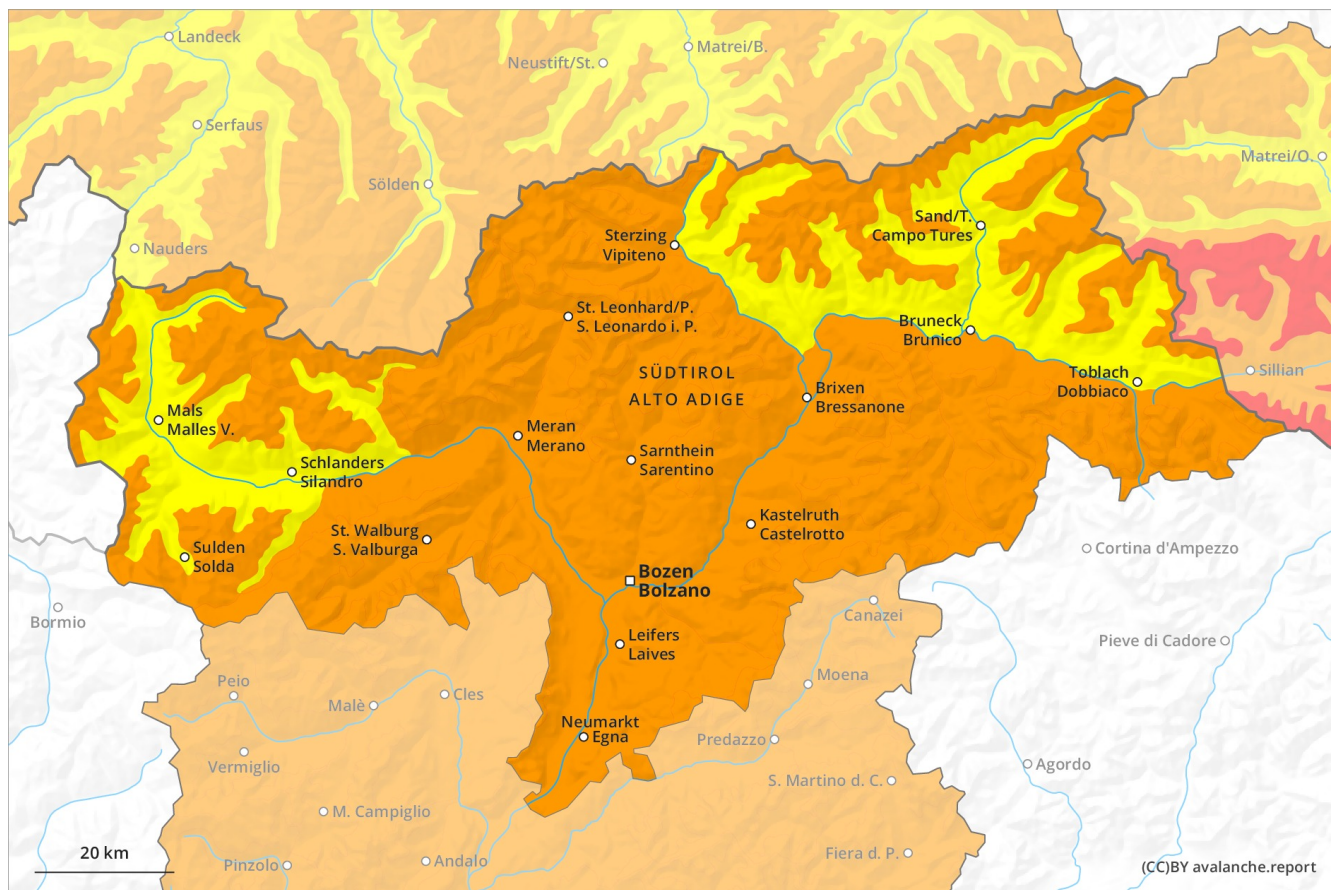 Landeck
Matrei/B.
Neustift/St.
Serfaus
Matrei/O.
Sölden
Sand/T.
Campo Tures
Sterzing
Vipiteno
Nauders
St. Leonhard/P.
S. Leonardo i. P.
Bruneck
Brunico
SÜDTIROL
ALTO ADIGE
Toblach
Dobbiaco
Sillian
Brixen
Bressanone
Mals
Malles V.
Meran
Merano
Sarnthein
Sarentino
Schlanders
Silandro
Kastelruth
Castelrotto
St. Walburg
S. Valburga
Sulden
Solda
Cortina d'Ampezzo
Bozen
Bolzano
Bormio
Canazei
Leifers
Laives
Pieve di Cadore
Peio
Malè
Cles
Moena
Neumarkt
Egna
Predazzo
Vermiglio
Agordo
S. Martino d. C.
M. Campiglio
20 km
Pinzolo
Andalo
Fiera d. P.
(CC)BY avalanche.report